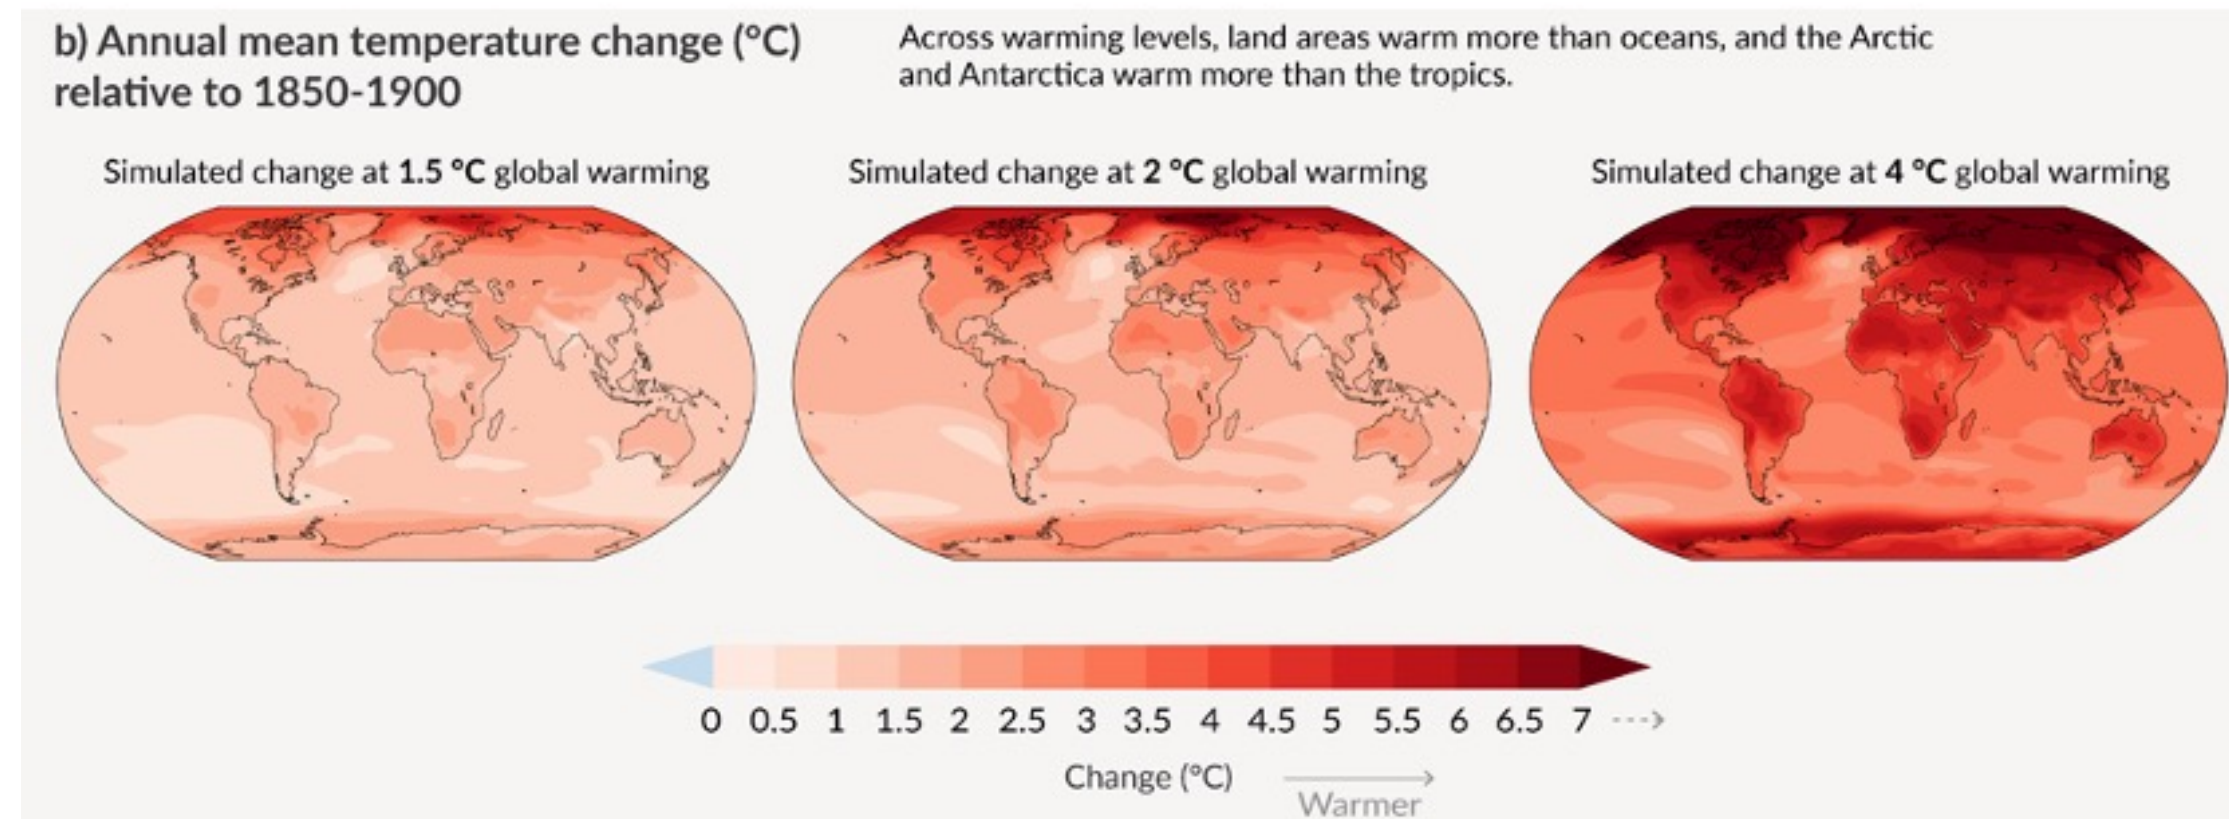 b) Annual mean temperature change (°C)
relative to 1850-1900
Across warming levels, land areas warm more than oceans, and the Arctic
and Antarctica warm more than the tropics.
Simulated change at 1.5 °C global warming
Simulated change at 2 °C global warming
Simulated change at 4 °C global warming
0 0.5 1 1.5 2 2.5 3 3.5 4 4.5 5 5.5 6 6.5 7
Change (°C)
Warmer